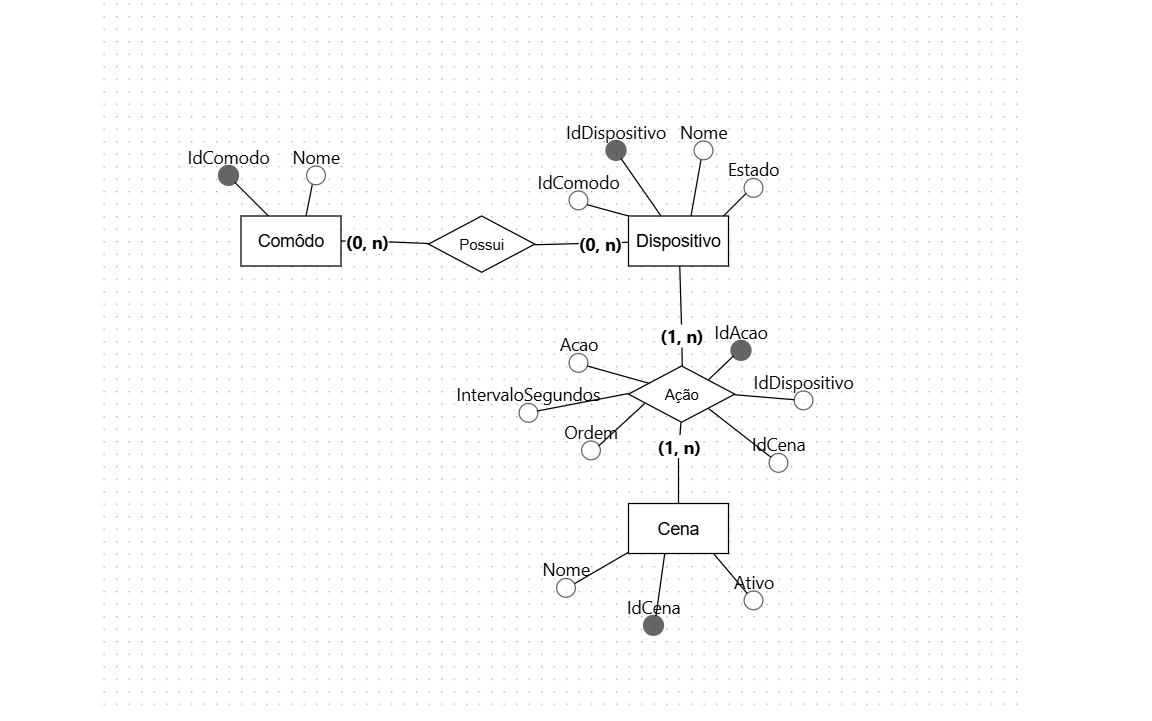 IdDispositivo
Nome
IdComodo
Nome
Estado
IdComodo
Comôdo
(0, n)
Possui
(0, n)
Dispositivo
(1, n)
IdAcao
Acao
IdDispositivo
IntervaloSegundos
Ação
Ordem
IdCena
(1, n)
Cena
Nome
Ativo
IdCena